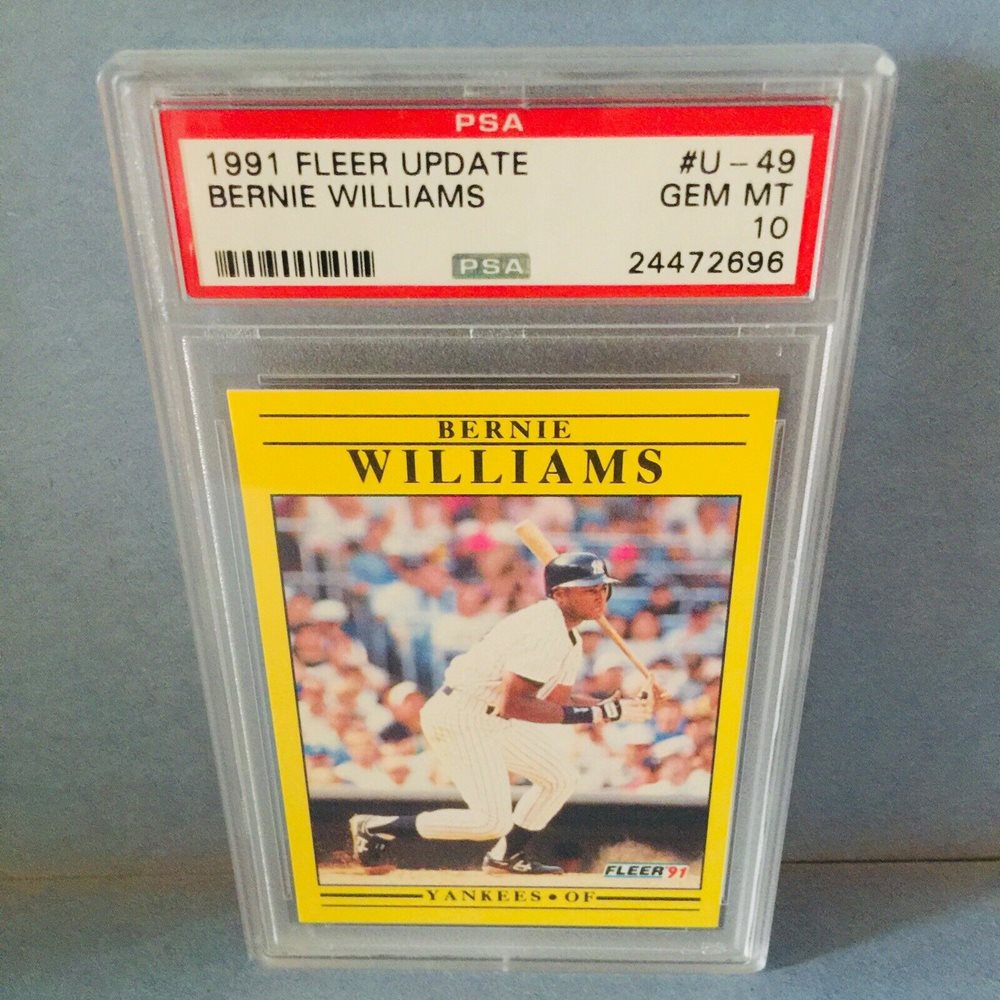 PSA
1991 FLEER UPDATE #U-49
BERNIE WILLIAMS GEM MT
10
PSA 24472696
BERNIE
WILLIAMS
FLEER 91
YANKEES • OF